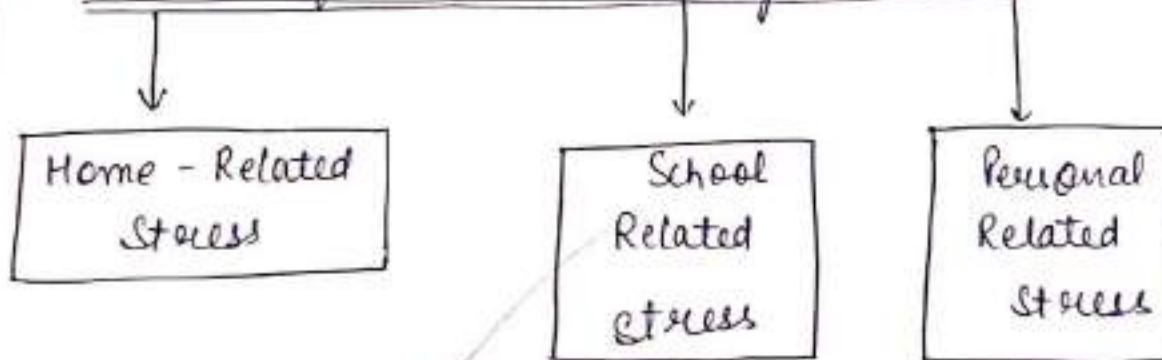 Home - Related
Stress
School
Related
Stress
Personal
Related
Stress